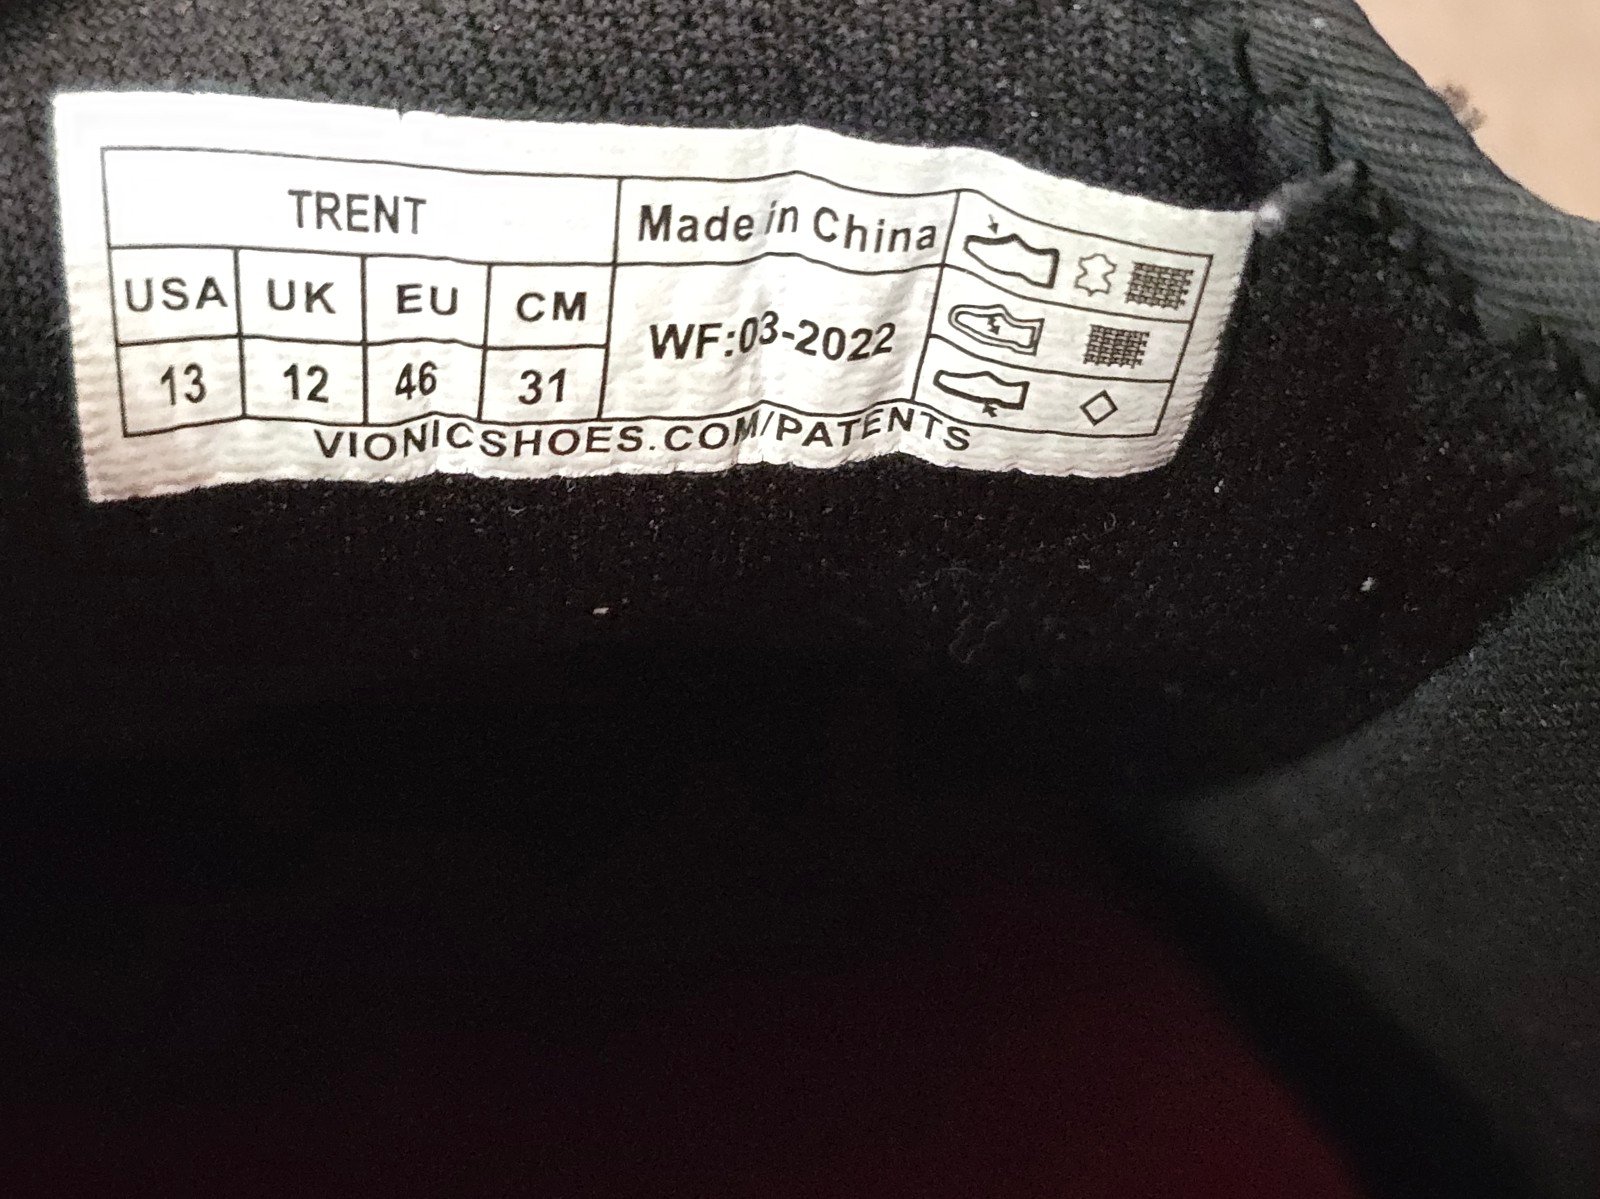 TRENT
Made in China
USA UK EU CM
13 12 46 31
WF:03-2022
VIONICSHOES.COM/PATENTS